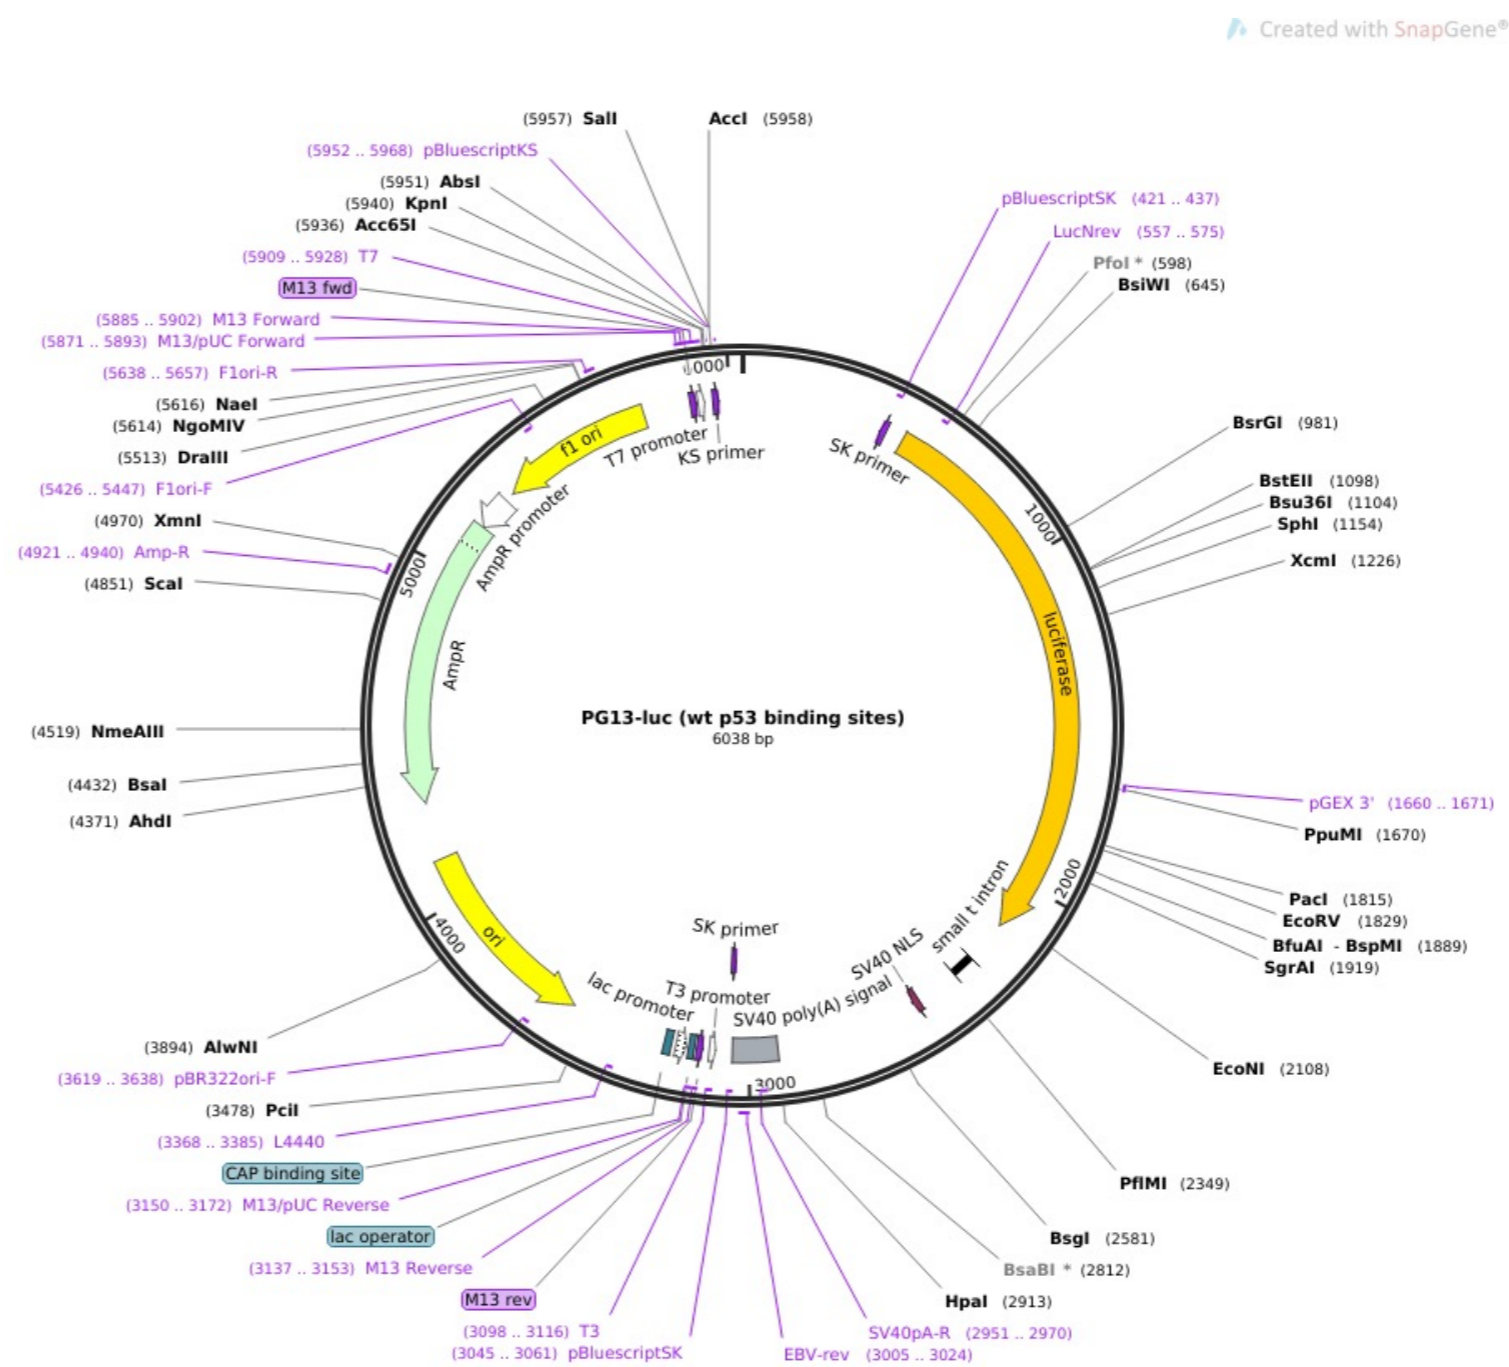 Created with SnapGene®
(5957) SalI
AccI (5958)
(5952 .. 5968) pBluescriptKS
(5951) AbsI
(5940) KpnI
(5936) Acc65I
(5909 .. 5928) T7
M13 fwd
(5885 .. 5902) M13 Forward
(5871 .. 5893) M13/pUC Forward
(5638 .. 5657) F1ori-R
(5616) NaeI
(5614) NgoMIV
(5513) DraIII
(5426 .. 5447) F1ori-F
(4970) XmnI
(4921 .. 4940) Amp-R
(4851) ScaI
(4519) NmeAIII
(4432) BsaI
(4371) AhdI
(3894) AlwNI
(3619 .. 3638) pBR322ori-F
(3478) PciI
(3368 .. 3385) L4440
CAP binding site
(3150 .. 3172) M13/pUC Reverse
lac operator
(3137 .. 3153) M13 Reverse
M13 rev
(3098 .. 3116) T3
(3045 .. 3061) pBluescriptSK
pBluescriptSK (421 .. 437)
LucNrev (557 .. 575)
PfoI * (598)
BsiWI (645)
BsrGI (981)
BstEII (1098)
Bsu36I (1104)
SphI (1154)
XcmI (1226)
pGEX 3' (1660 .. 1671)
PpuMI (1670)
PacI (1815)
EcoRV (1829)
BfuAI - BspMI (1889)
SgrAI (1919)
EcoNI (2108)
PflMI (2349)
BsgI (2581)
BsaBI * (2812)
HpaI (2913)
SV40pA-R (2951 .. 2970)
EBV-rev (3005 .. 3024)
f1 ori
T7 promoter
KS primer
SK primer
AmpR promoter
AmpR
luciferase
PG13-luc (wt p53 binding sites)
6038 bp
ori
lac promoter
T3 promoter
SK primer
SV40 poly(A) signal
SV40 NLS
small t intron
1000
2000
3000
4000
5000
000